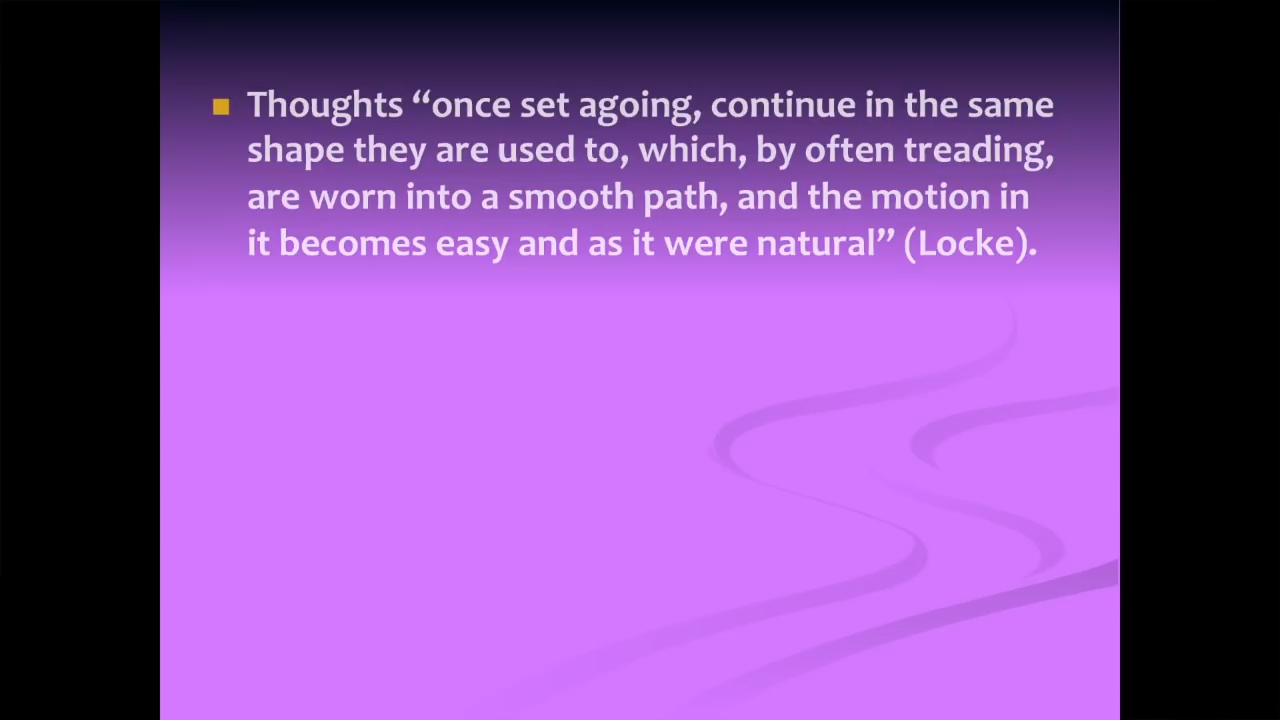 Thoughts “once set agoing, continue in the same
shape they are used to, which, by often treading,
are worn into a smooth path, and the motion in
it becomes easy and as it were natural” (Locke).